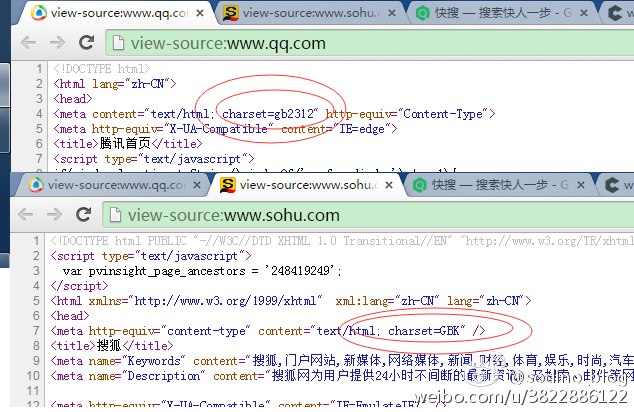 view-source:www.qq.co
view-source:www.sohu.co
快搜 — 搜索快人一步 - G
view-source:www.qq.com
1 <!DOCTYPE html>
2 <html lang="zh-CN">
3 <head>
4 <meta content="text/html; charset=gb2312" http-equiv="Content-Type">
5 <meta http-equiv="X-UA-Compatible" content="IE=edge">
6 <title>腾讯首页</title>
7 <script type="text/javascript">
view-source:www.qq.co
view-source:www.sohu.c
快搜 — 搜索快人一步 - G
view-source:www.sohu.com
1 <!DOCTYPE html PUBLIC "-//W3C//DTD XHTML 1.0 Transitional//EN" "http://www.w3.org/TR/xhtml
2 <script type="text/javascript">
3 var pvinsight_page_ancestors = '248419249';
4 </script>
5 <html xmlns="http://www.w3.org/1999/xhtml" xml:lang="zh-CN" lang="zh-CN">
6 <head>
7 <meta http-equiv="content-type" content="text/html; charset=GBK" />
8 <title>搜狐</title>
9 <meta name="Keywords" content="搜狐,门户网站,新媒体,网络媒体,新闻,财经,体育,娱乐,时尚,汽车
10 <meta name="Description" content="搜狐网为用户提供24小时不间断的最新资讯,及搜索、邮件等网
11
12 <meta http-equiv="X-UA-Compatible" content="IE=EmulateIE7" />
weibo.com/u/3822886122